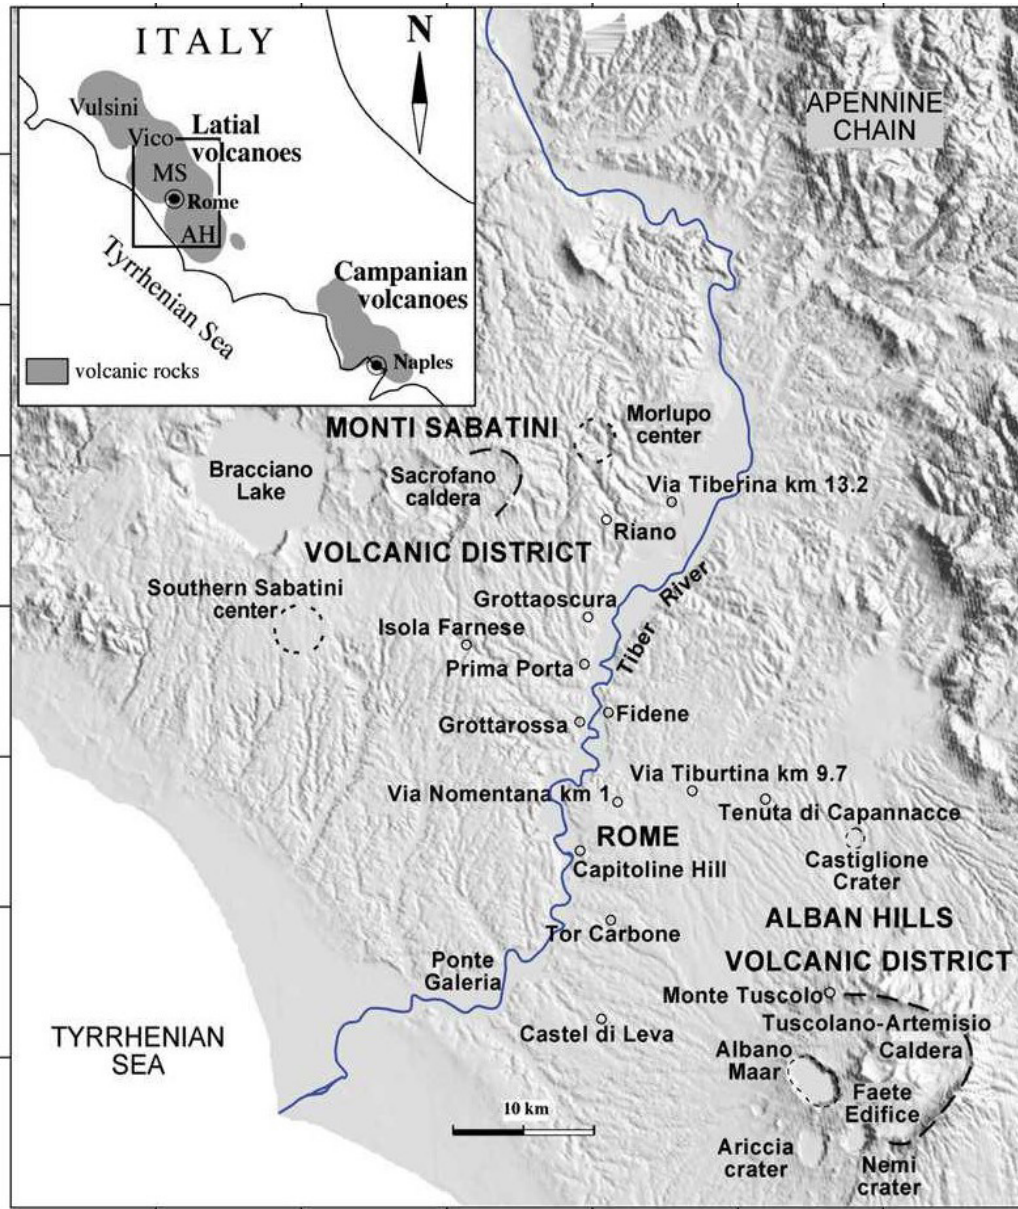 ITALY
N
Vulsini
Vico
Latial
volcanoes
MS
Rome
AH
Tyrrhenian Sea
Campanian
volcanoes
Naples
volcanic rocks
APENNINE
CHAIN
MONTI SABATINI
Morlupo
center
Bracciano
Lake
Sacrofano
caldera
Via Tiberina km 13.2
Riano
VOLCANIC DISTRICT
Southern Sabatini
center
Grottaoscura
Tiber River
Isola Farnese
Prima Porta
Grottarossa
Fidene
Via Tiburtina km 9.7
Via Nomentana km 1
Tenuta di Capannacce
ROME
Capitoline Hill
Castiglione
Crater
ALBAN HILLS
Tor Carbone
VOLCANIC DISTRICT
Ponte
Galeria
Monte Tuscolo
Tuscolano-Artemisio
Caldera
Castel di Leva
TYRRHENIAN
SEA
Albano
Maar
Faete
Edifice
10 km
Ariccia
crater
Nemi
crater